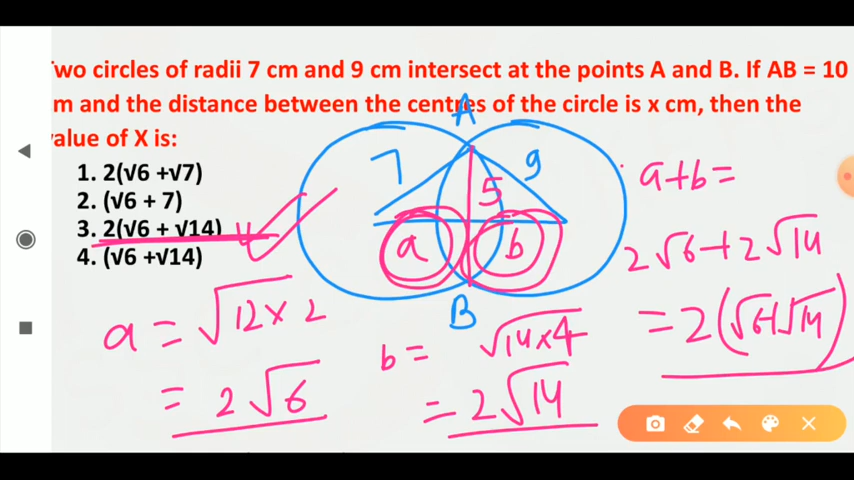 Two circles of radii 7 cm and 9 cm intersect at the points A and B. If AB = 10
m and the distance between the centres of the circle is x cm, then the
alue of X is:
1. 2(√6 +√7)
2. (√6 + 7)
3. 2(√6 + √14)
4. (√6 +√14)
A
7
9
5
a
b
B
a = √12 × 2
= 2√6
b = √14×4
= 2√14
a+b =
2√6+2√14
= 2(√6+√14)